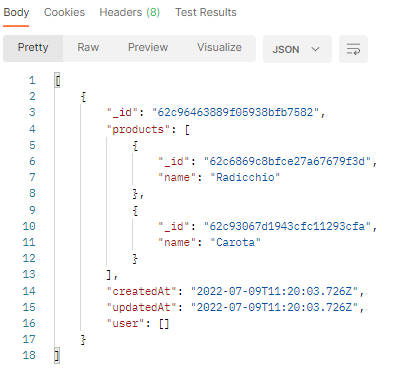 Body Cookies Headers (8) Test Results
Pretty Raw Preview Visualize JSON
1 [
2 {
3 "_id": "62c96463889f05938bfb7582",
4 "products": [
5 {
6 "_id": "62c6869c8bfce27a67679f3d",
7 "name": "Radicchio"
8 },
9 {
10 "_id": "62c93067d1943cfc11293cfa",
11 "name": "Carota"
12 }
13 ],
14 "createdAt": "2022-07-09T11:20:03.726Z",
15 "updatedAt": "2022-07-09T11:20:03.726Z",
16 "user": []
17 }
18 ]